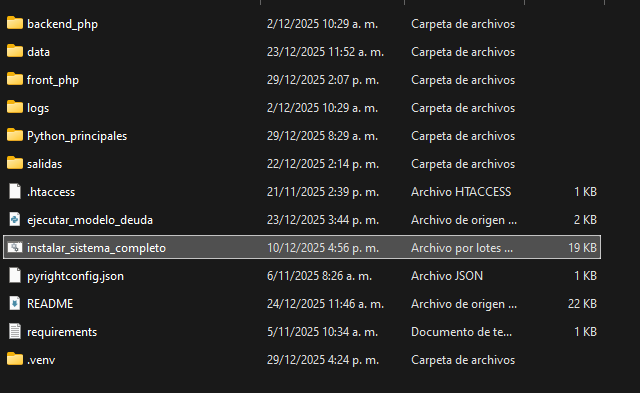 backend_php 2/12/2025 10:29 a. m. Carpeta de archivos
data 23/12/2025 11:52 a. m. Carpeta de archivos
front_php 29/12/2025 2:07 p. m. Carpeta de archivos
logs 2/12/2025 10:29 a. m. Carpeta de archivos
Python_principales 29/12/2025 8:29 a. m. Carpeta de archivos
salidas 22/12/2025 2:14 p. m. Carpeta de archivos
.htaccess 21/11/2025 2:39 p. m. Archivo HTACCESS 1 KB
ejecutar_modelo_deuda 23/12/2025 3:44 p. m. Archivo de origen ... 2 KB
instalar_sistema_completo 10/12/2025 4:56 p. m. Archivo por lotes ... 19 KB
pyrightconfig.json 6/11/2025 8:26 a. m. Archivo JSON 1 KB
README 24/12/2025 11:46 a. m. Archivo de origen ... 22 KB
requirements 5/11/2025 10:34 a. m. Documento de te... 1 KB
.venv 29/12/2025 4:24 p. m. Carpeta de archivos